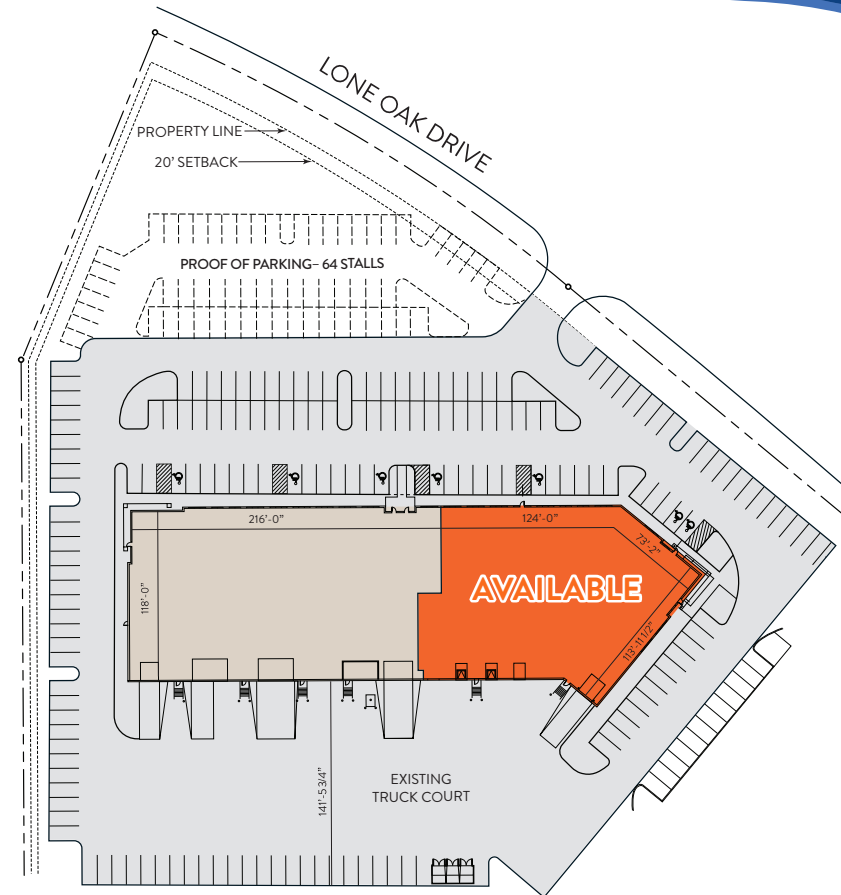 LONE OAK DRIVE
PROPERTY LINE
20' SETBACK
PROOF OF PARKING– 64 STALLS
216'-0"
124'-0"
73'-2"
AVAILABLE
118'-0"
113'-11 1/2"
EXISTING
TRUCK COURT
141'-5 3/4"